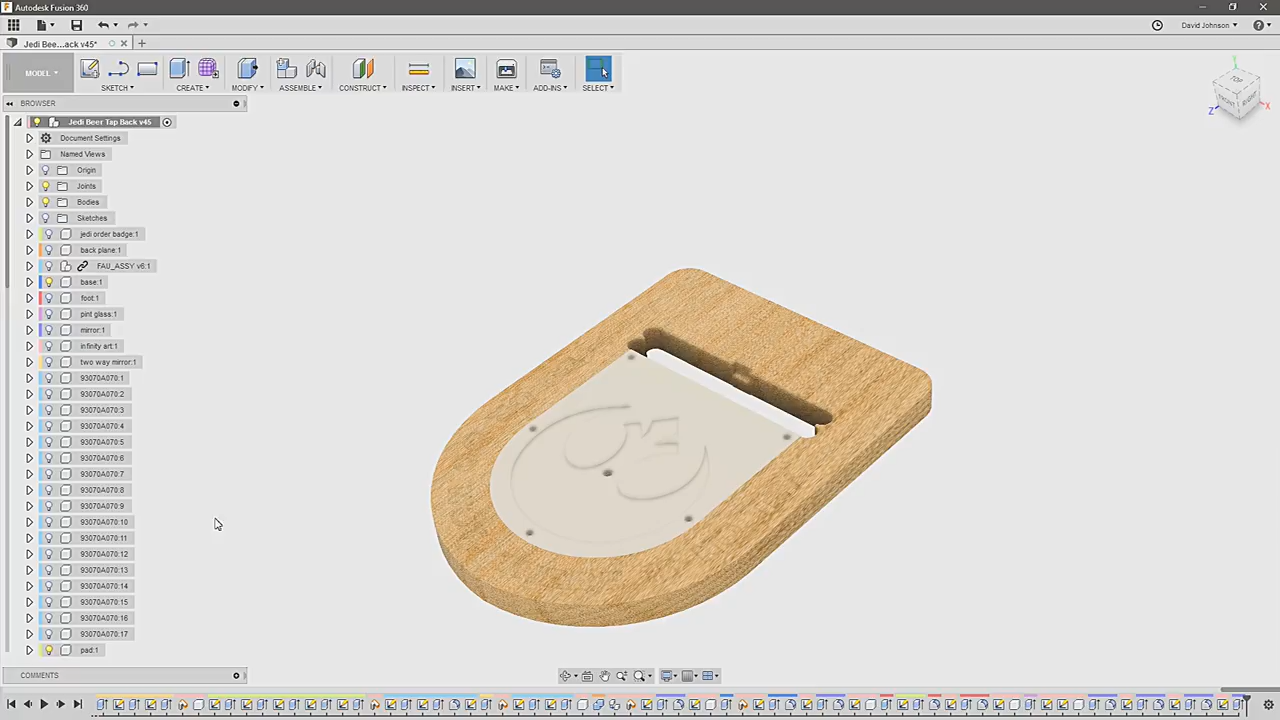 Autodesk Fusion 360
David Johnson
Jedi Bee...ack v45*
MODEL
SKETCH
CREATE
MODIFY
ASSEMBLE
CONSTRUCT
INSPECT
INSERT
MAKE
ADD-INS
SELECT
TOP
FRONT
RIGHT
Y
X
Z
BROWSER
Jedi Beer Tap Back v45
Document Settings
Named Views
Origin
Joints
Bodies
Sketches
jedi order badge:1
back plane:1
FAU_ASSY v6:1
base:1
foot:1
pint glass:1
mirror:1
infinity art:1
two way mirror:1
93070A070:1
93070A070:2
93070A070:3
93070A070:4
93070A070:5
93070A070:6
93070A070:7
93070A070:8
93070A070:9
93070A070:10
93070A070:11
93070A070:12
93070A070:13
93070A070:14
93070A070:15
93070A070:16
93070A070:17
pad:1
COMMENTS